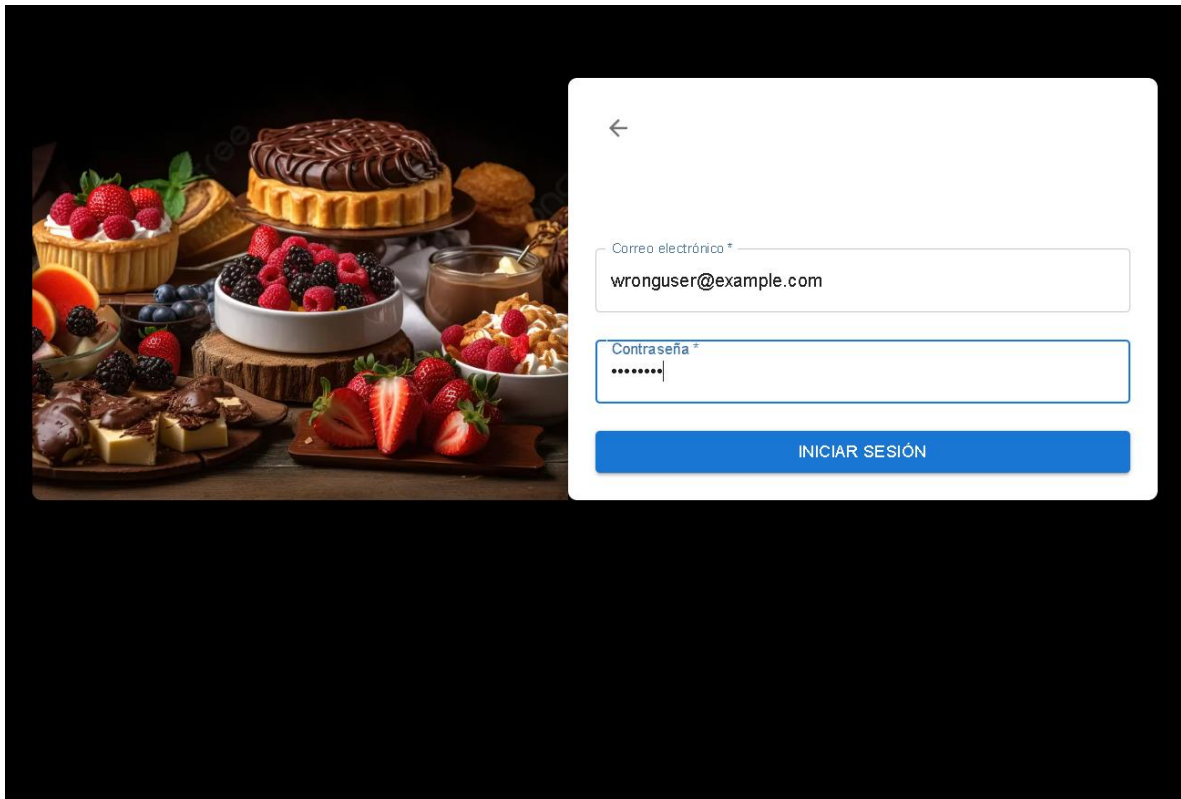 Correo electrónico *
wronguser@example.com
Contraseña *
••••••••
INICIAR SESIÓN